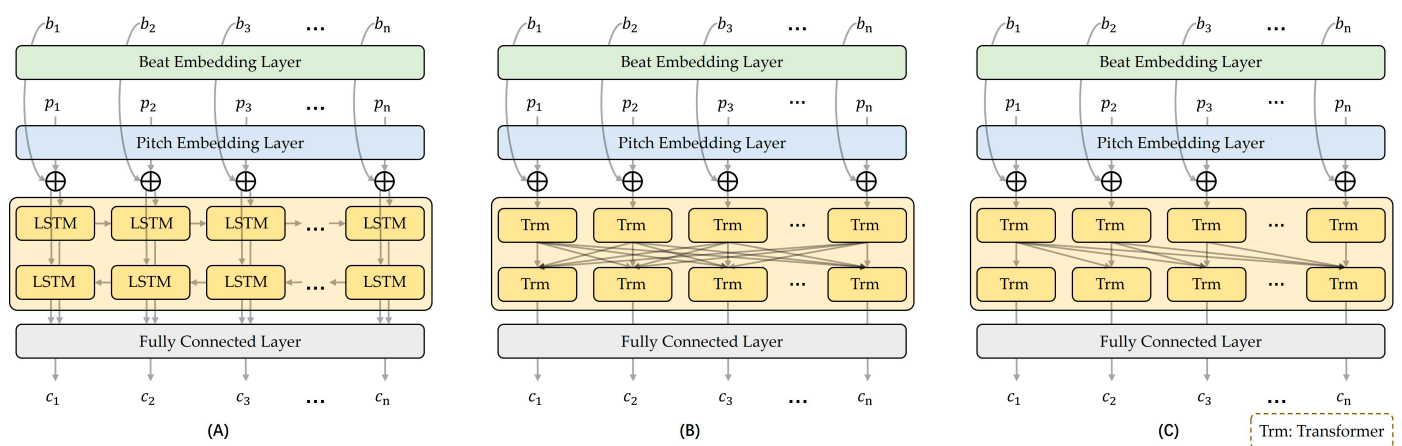 b₁ b₂ b₃ ... bₙ
Beat Embedding Layer
p₁ p₂ p₃ ... pₙ
Pitch Embedding Layer
LSTM LSTM LSTM ... LSTM
LSTM LSTM LSTM ... LSTM
Fully Connected Layer
c₁ c₂ c₃ ... cₙ
(A)
b₁ b₂ b₃ ... bₙ
Beat Embedding Layer
p₁ p₂ p₃ ... pₙ
Pitch Embedding Layer
Trm Trm Trm ... Trm
Trm Trm Trm ... Trm
Fully Connected Layer
c₁ c₂ c₃ ... cₙ
(B)
b₁ b₂ b₃ ... bₙ
Beat Embedding Layer
p₁ p₂ p₃ ... pₙ
Pitch Embedding Layer
Trm Trm Trm ... Trm
Trm Trm Trm ... Trm
Fully Connected Layer
c₁ c₂ c₃ ... cₙ
(C)
Trm: Transformer